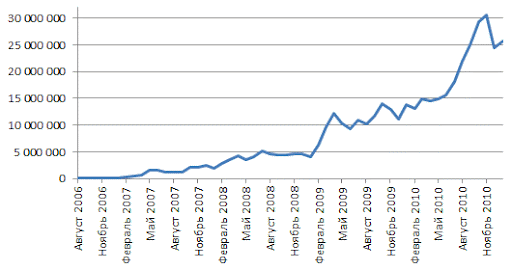 30 000 000
25 000 000
20 000 000
15 000 000
10 000 000
5 000 000
0
Август 2006
Ноябрь 2006
Февраль 2007
Май 2007
Август 2007
Ноябрь 2007
Февраль 2008
Май 2008
Август 2008
Ноябрь 2008
Февраль 2009
Май 2009
Август 2009
Ноябрь 2009
Февраль 2010
Май 2010
Август 2010
Ноябрь 2010